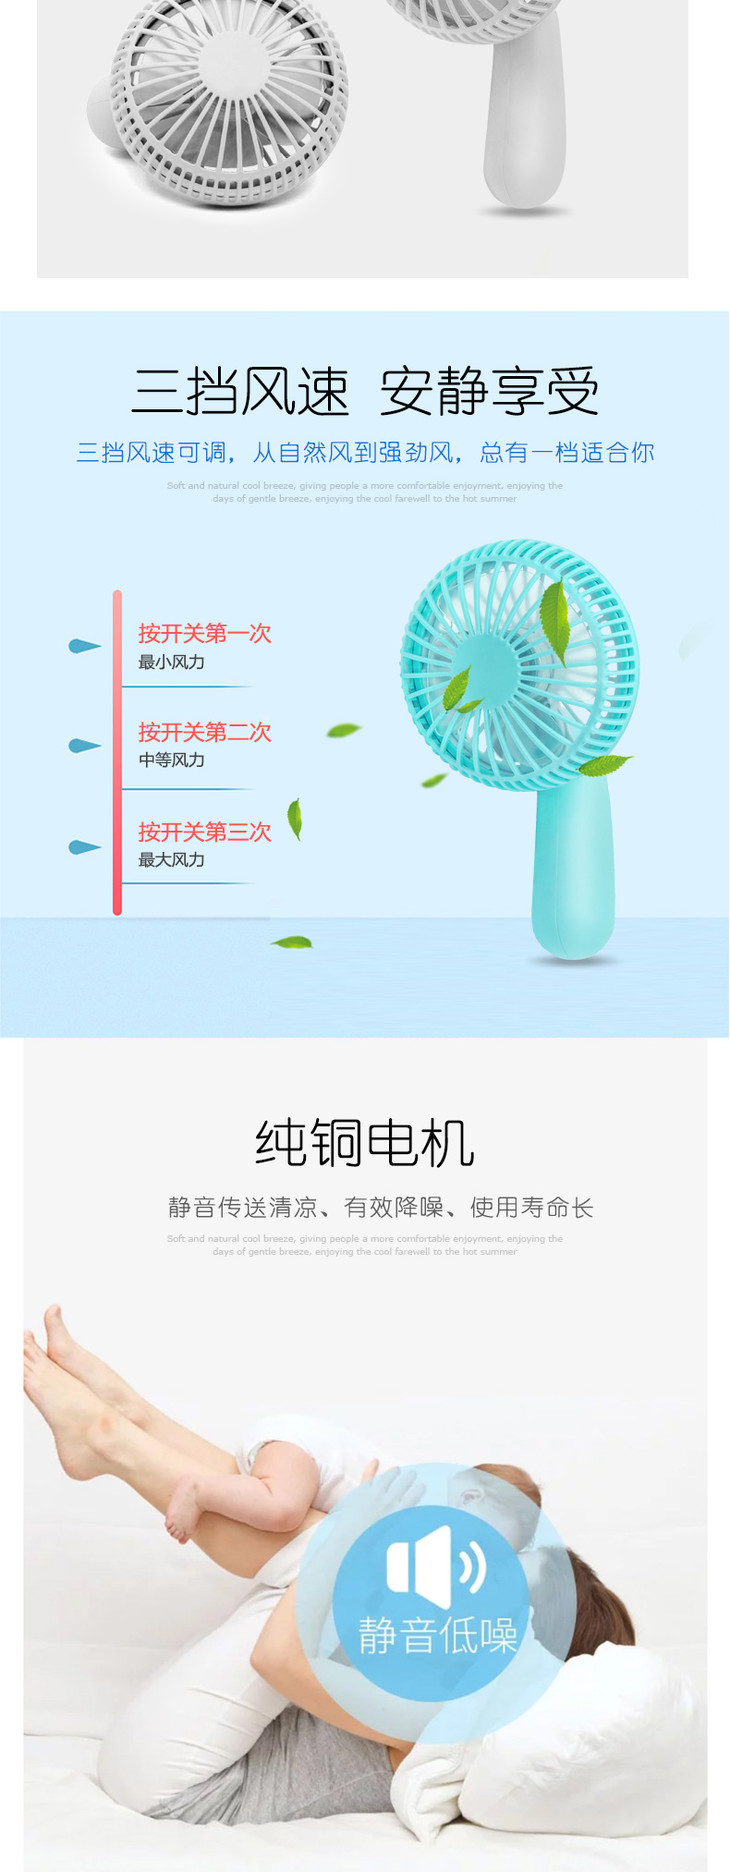 三挡风速 安静享受
三挡风速可调，从自然风到强劲风，总有一档适合你
Soft and natural cool breeze, giving people a more comfortable enjoyment, enjoying the
days of gentle breeze, enjoying the cool farewell to the hot summer
按开关第一次
最小风力
按开关第二次
中等风力
按开关第三次
最大风力
纯铜电机
静音传送清凉、有效降噪、使用寿命长
Soft and natural cool breeze, giving people a more comfortable enjoyment, enjoying the
days of gentle breeze, enjoying the cool farewell to the hot summer
静音低噪